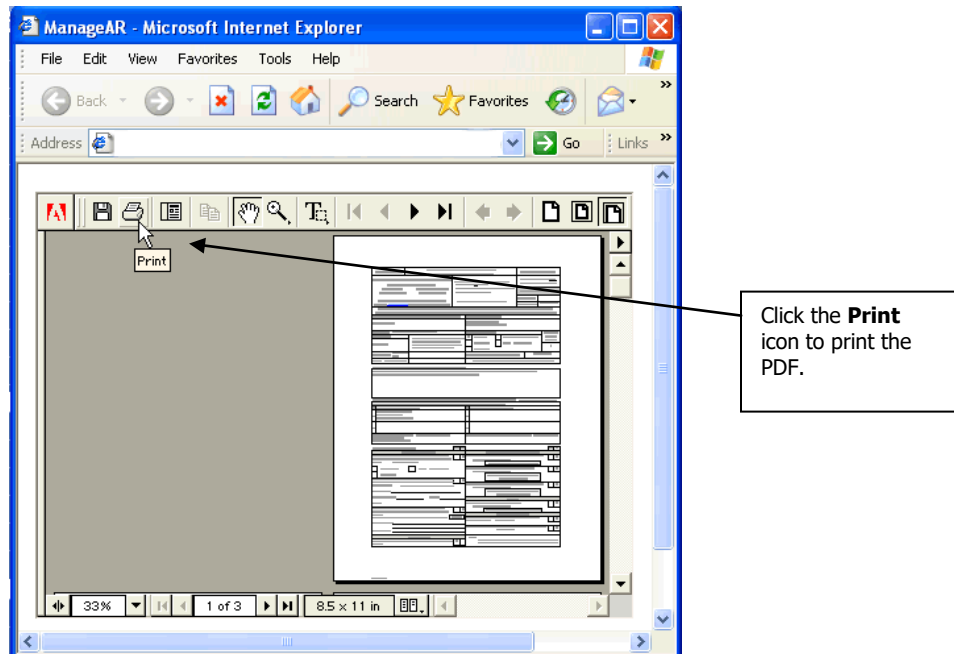 ManageAR - Microsoft Internet Explorer
File Edit View Favorites Tools Help
Back Search Favorites
Address Go Links
Print
Click the Print
icon to print the
PDF.
33% 1 of 3 8.5 x 11 in